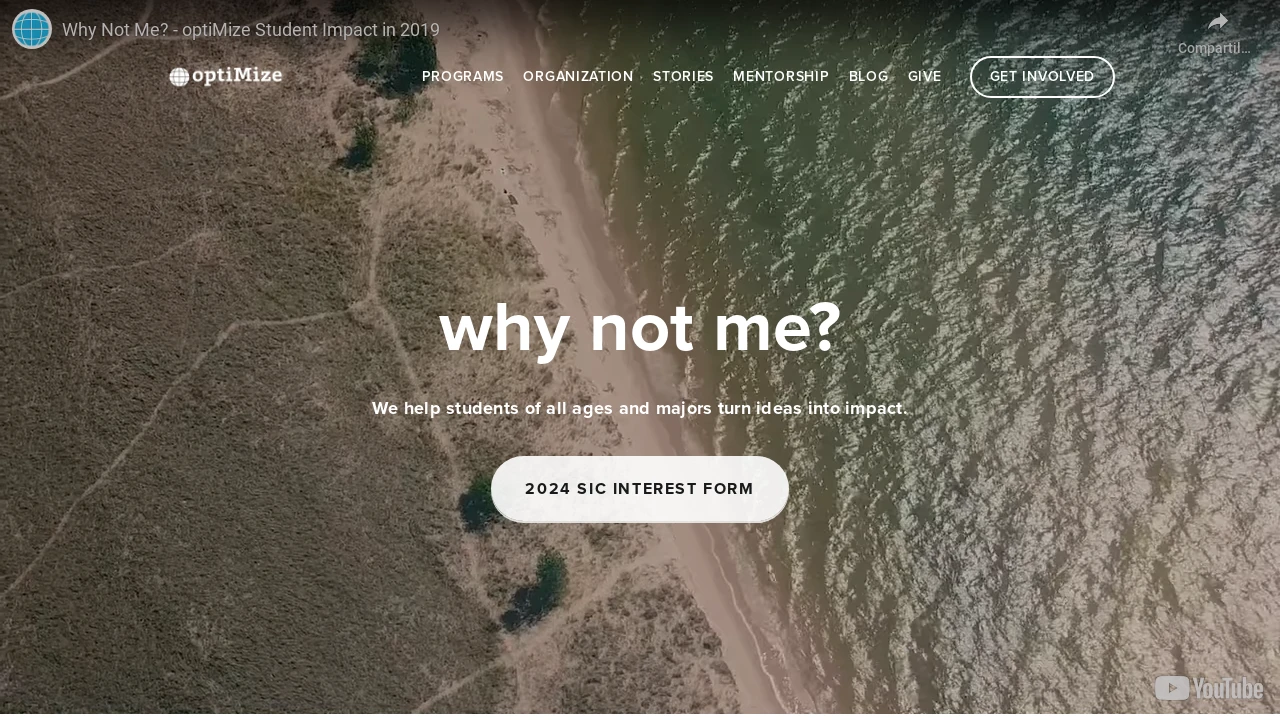 Why Not Me? - optiMize Student Impact in 2019
Compartil...
optiMize
PROGRAMS ORGANIZATION STORIES MENTORSHIP BLOG GIVE GET INVOLVED
why not me?
We help students of all ages and majors turn ideas into impact.
2024 SIC INTEREST FORM
YouTube